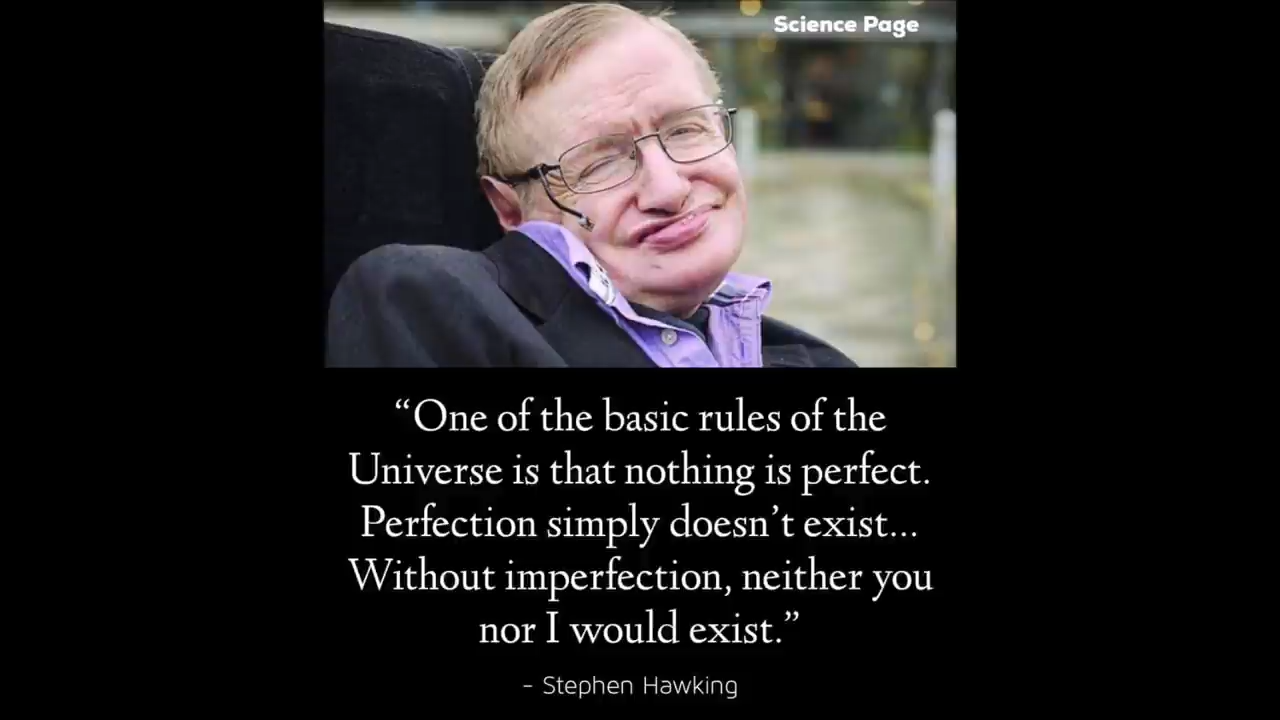 Science Page
“One of the basic rules of the
Universe is that nothing is perfect.
Perfection simply doesn’t exist...
Without imperfection, neither you
nor I would exist.”
- Stephen Hawking